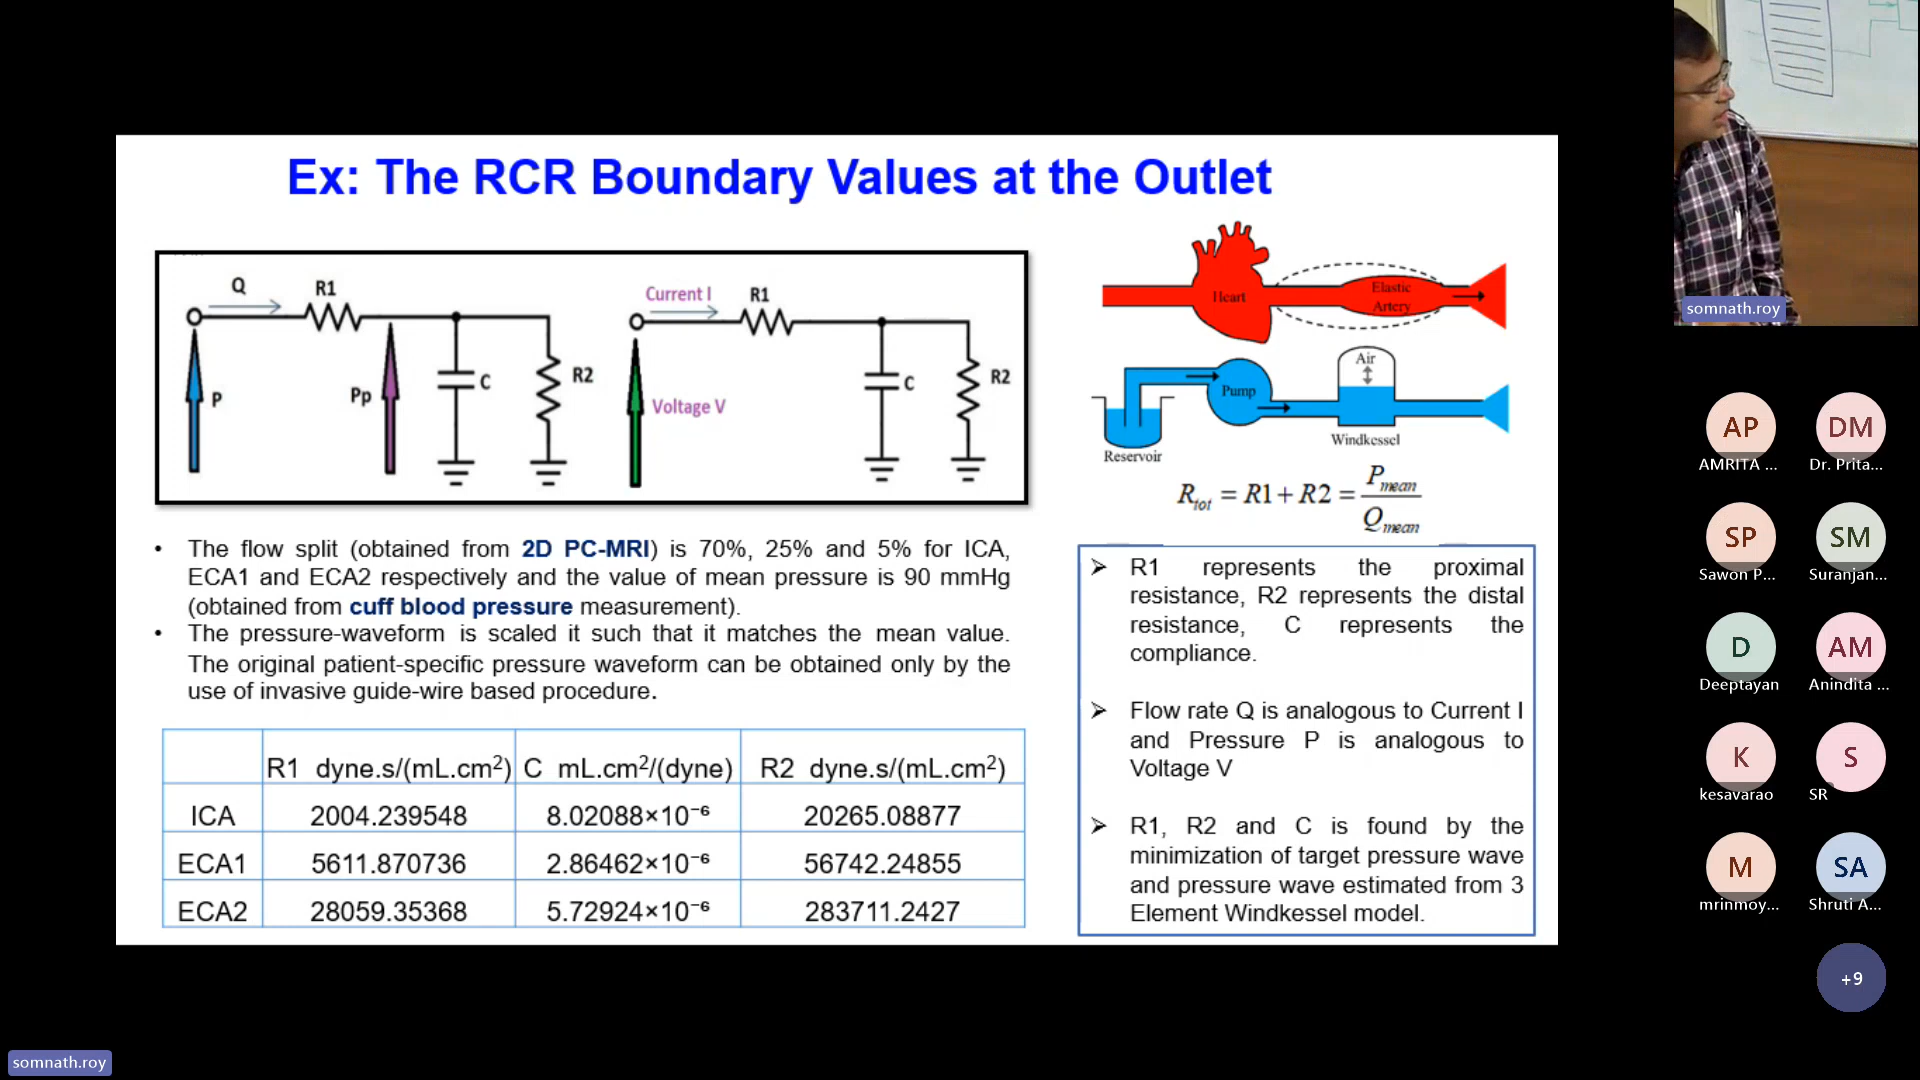 Ex: The RCR Boundary Values at the Outlet
Q
R1
P
Pp
C
R2
Current I
R1
Voltage V
C
R2
Heart
Elastic
Artery
Air
Pump
Windkessel
Reservoir
R_tot = R1 + R2 = P_mean / Q_mean
• The flow split (obtained from 2D PC-MRI) is 70%, 25% and 5% for ICA,
ECA1 and ECA2 respectively and the value of mean pressure is 90 mmHg
(obtained from cuff blood pressure measurement).
• The pressure-waveform is scaled it such that it matches the mean value.
The original patient-specific pressure waveform can be obtained only by the
use of invasive guide-wire based procedure.
R1 dyne.s/(mL.cm²) C mL.cm²/(dyne) R2 dyne.s/(mL.cm²)
ICA 2004.239548 8.02088×10⁻⁶ 20265.08877
ECA1 5611.870736 2.86462×10⁻⁶ 56742.24855
ECA2 28059.35368 5.72924×10⁻⁶ 283711.2427
➢ R1 represents the proximal
resistance, R2 represents the distal
resistance, C represents the
compliance.
➢ Flow rate Q is analogous to Current I
and Pressure P is analogous to
Voltage V
➢ R1, R2 and C is found by the
minimization of target pressure wave
and pressure wave estimated from 3
Element Windkessel model.
somnath.roy
AP
AMRITA ...
DM
Dr. Prita...
SP
Sawon P...
SM
Suranjan...
D
Deeptayan
AM
Anindita ...
K
kesavarao
S
SR
M
mrinmoy...
SA
Shruti A...
+9
somnath.roy